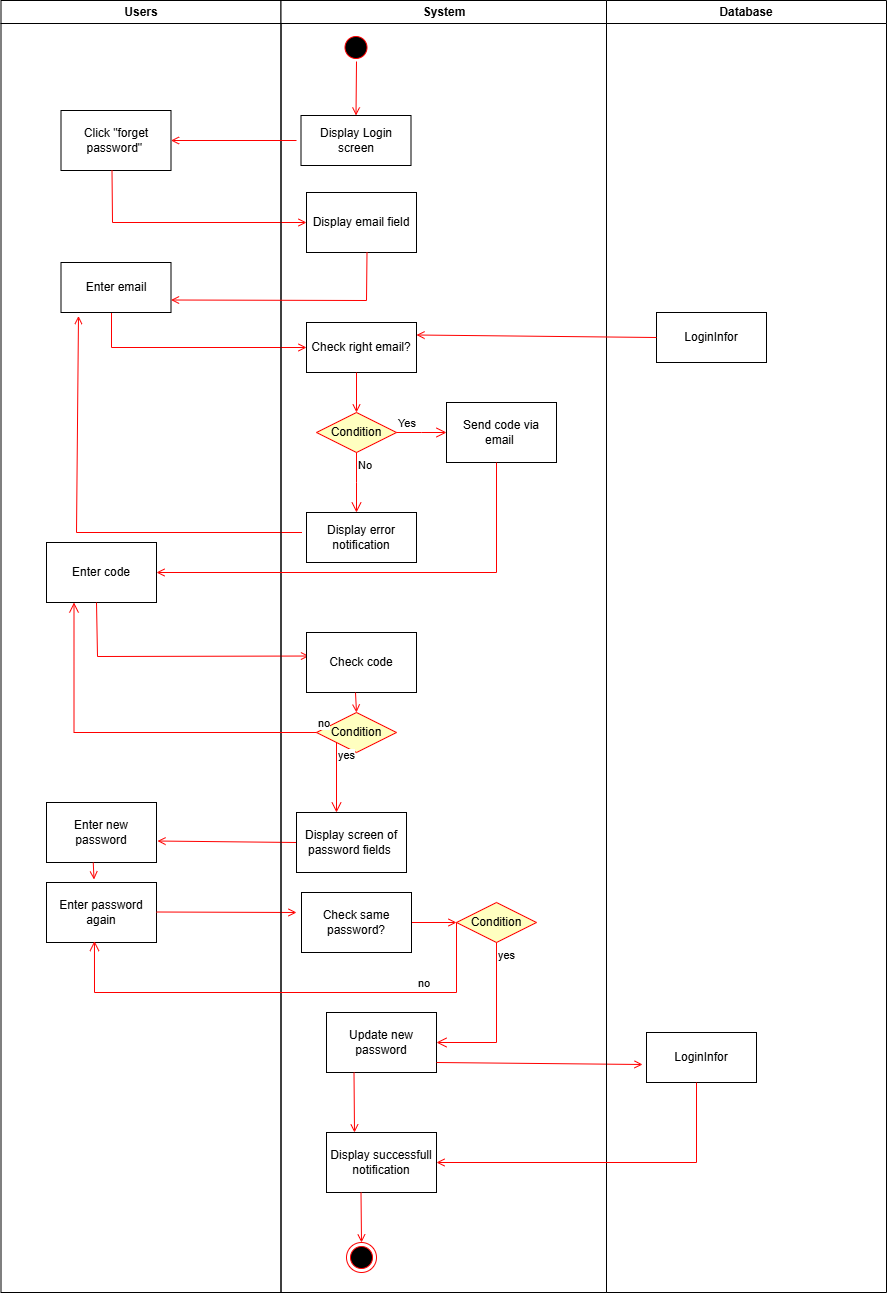 Users
System
Database
Click "forget
password"
Display Login
screen
Display email field
Enter email
Check right email?
LoginInfor
Condition
Yes
Send code via
email
No
Display error
notification
Enter code
Check code
no
Condition
yes
Enter new
password
Display screen of
password fields
Enter password
again
Check same
password?
Condition
yes
no
Update new
password
LoginInfor
Display successfull
notification